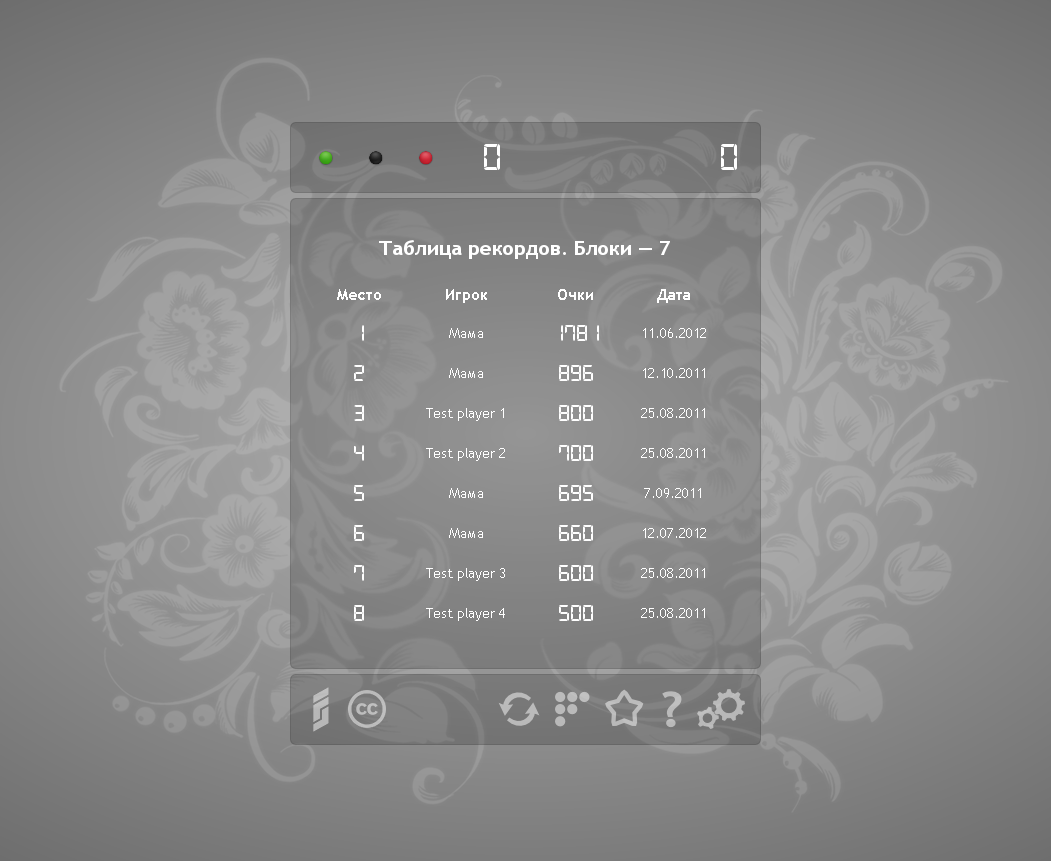 0 0
Таблица рекордов. Блоки — 7
Место Игрок Очки Дата
1 Мама 1781 11.06.2012
2 Мама 896 12.10.2011
3 Test player 1 800 25.08.2011
4 Test player 2 700 25.08.2011
5 Мама 695 7.09.2011
6 Мама 660 12.07.2012
7 Test player 3 600 25.08.2011
8 Test player 4 500 25.08.2011
cc ?